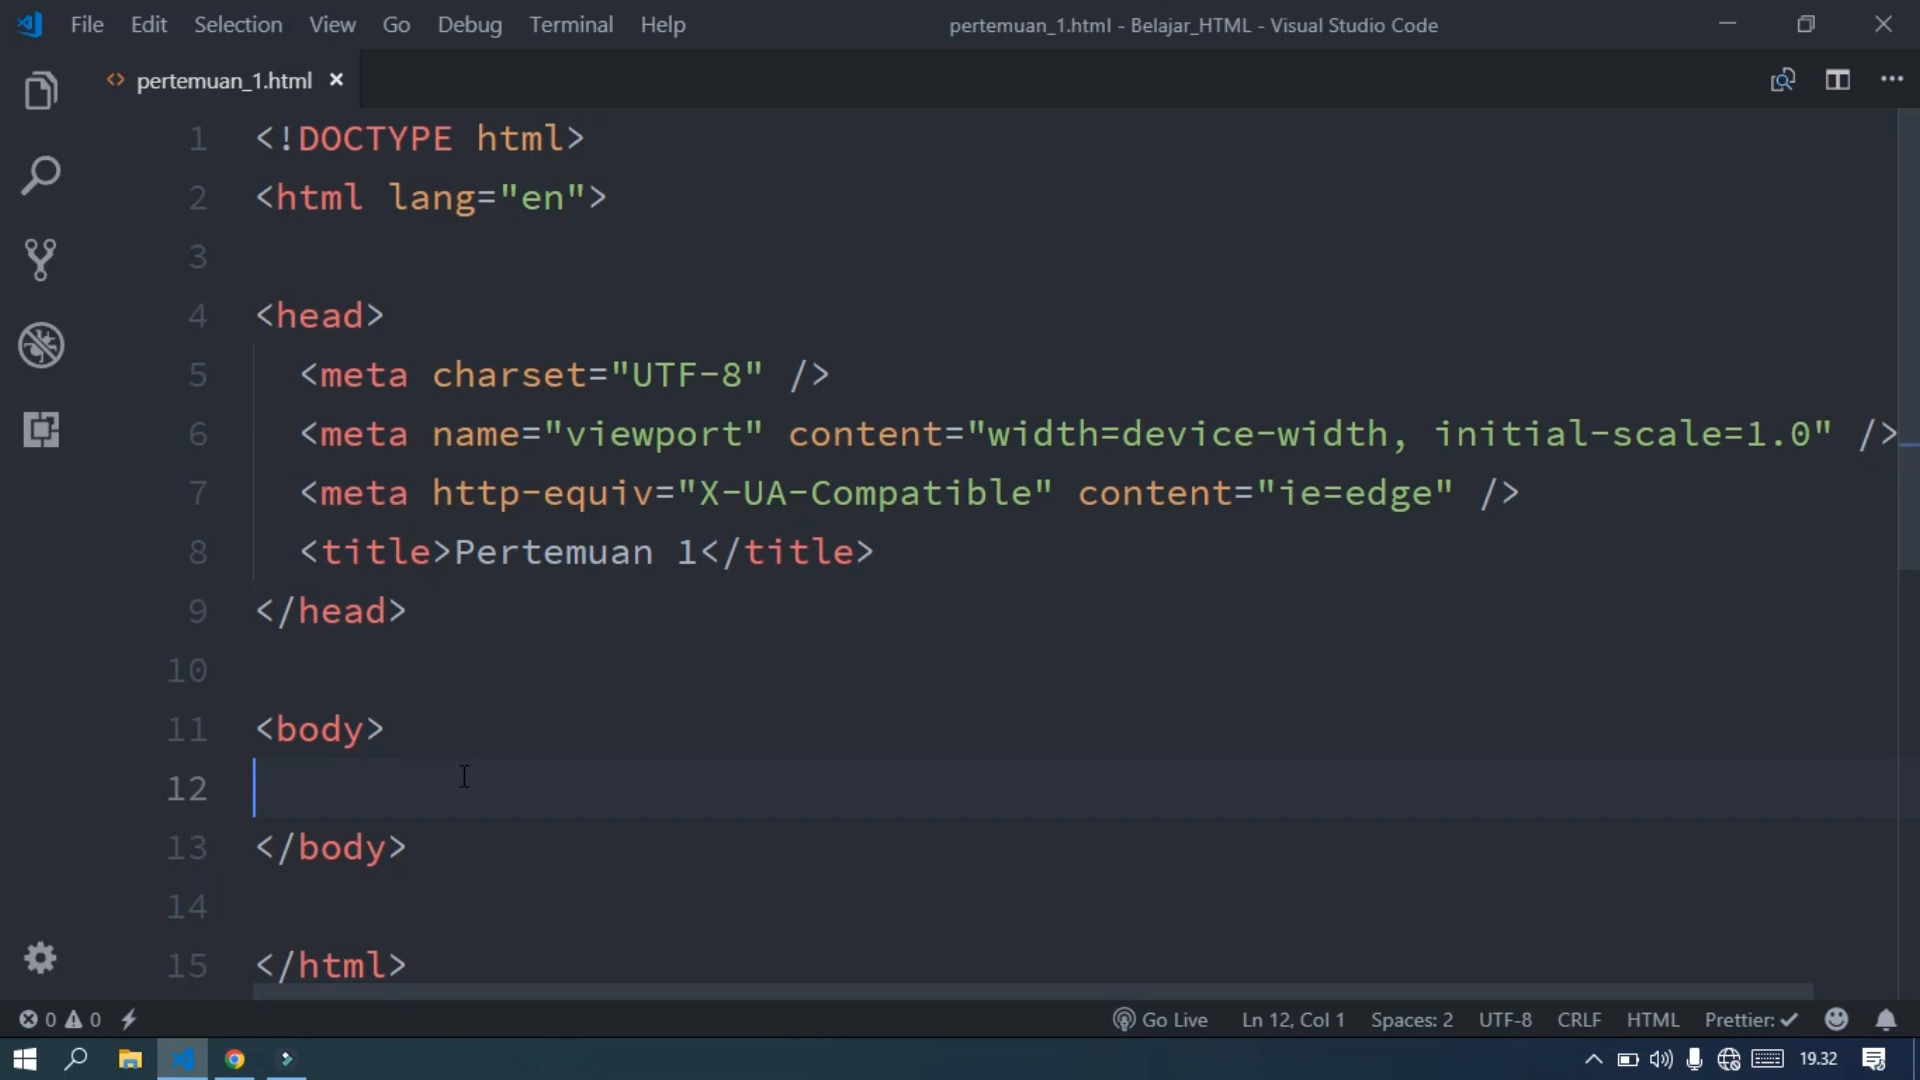 File Edit Selection View Go Debug Terminal Help pertemuan_1.html - Belajar_HTML - Visual Studio Code
pertemuan_1.html
1 <!DOCTYPE html>
2 <html lang="en">
3
4 <head>
5 <meta charset="UTF-8" />
6 <meta name="viewport" content="width=device-width, initial-scale=1.0" />
7 <meta http-equiv="X-UA-Compatible" content="ie=edge" />
8 <title>Pertemuan 1</title>
9 </head>
10
11 <body>
12
13 </body>
14
15 </html>
0 0 Go Live Ln 12, Col 1 Spaces: 2 UTF-8 CRLF HTML Prettier: ✓
19.32